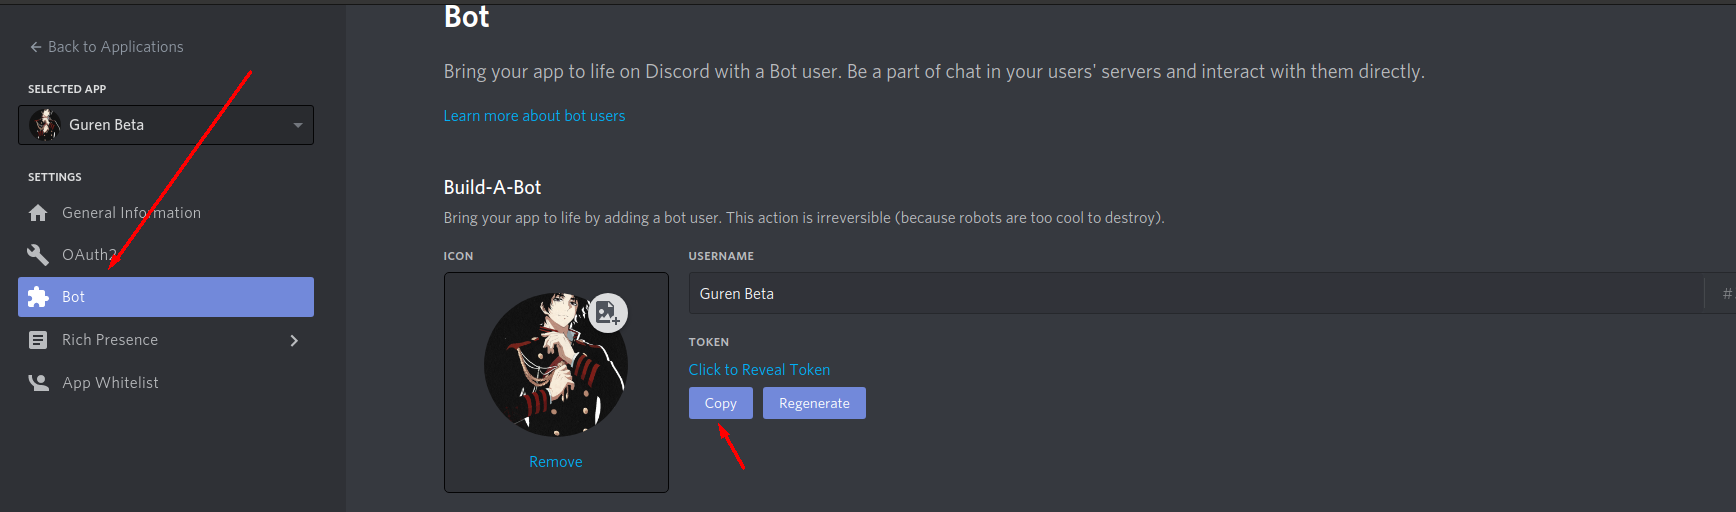 Back to Applications
SELECTED APP
Guren Beta
SETTINGS
General Information
OAuth2
Bot
Rich Presence
App Whitelist
Bot
Bring your app to life on Discord with a Bot user. Be a part of chat in your users' servers and interact with them directly.
Learn more about bot users
Build-A-Bot
Bring your app to life by adding a bot user. This action is irreversible (because robots are too cool to destroy).
ICON
Remove
USERNAME
Guren Beta
#
TOKEN
Click to Reveal Token
Copy Regenerate